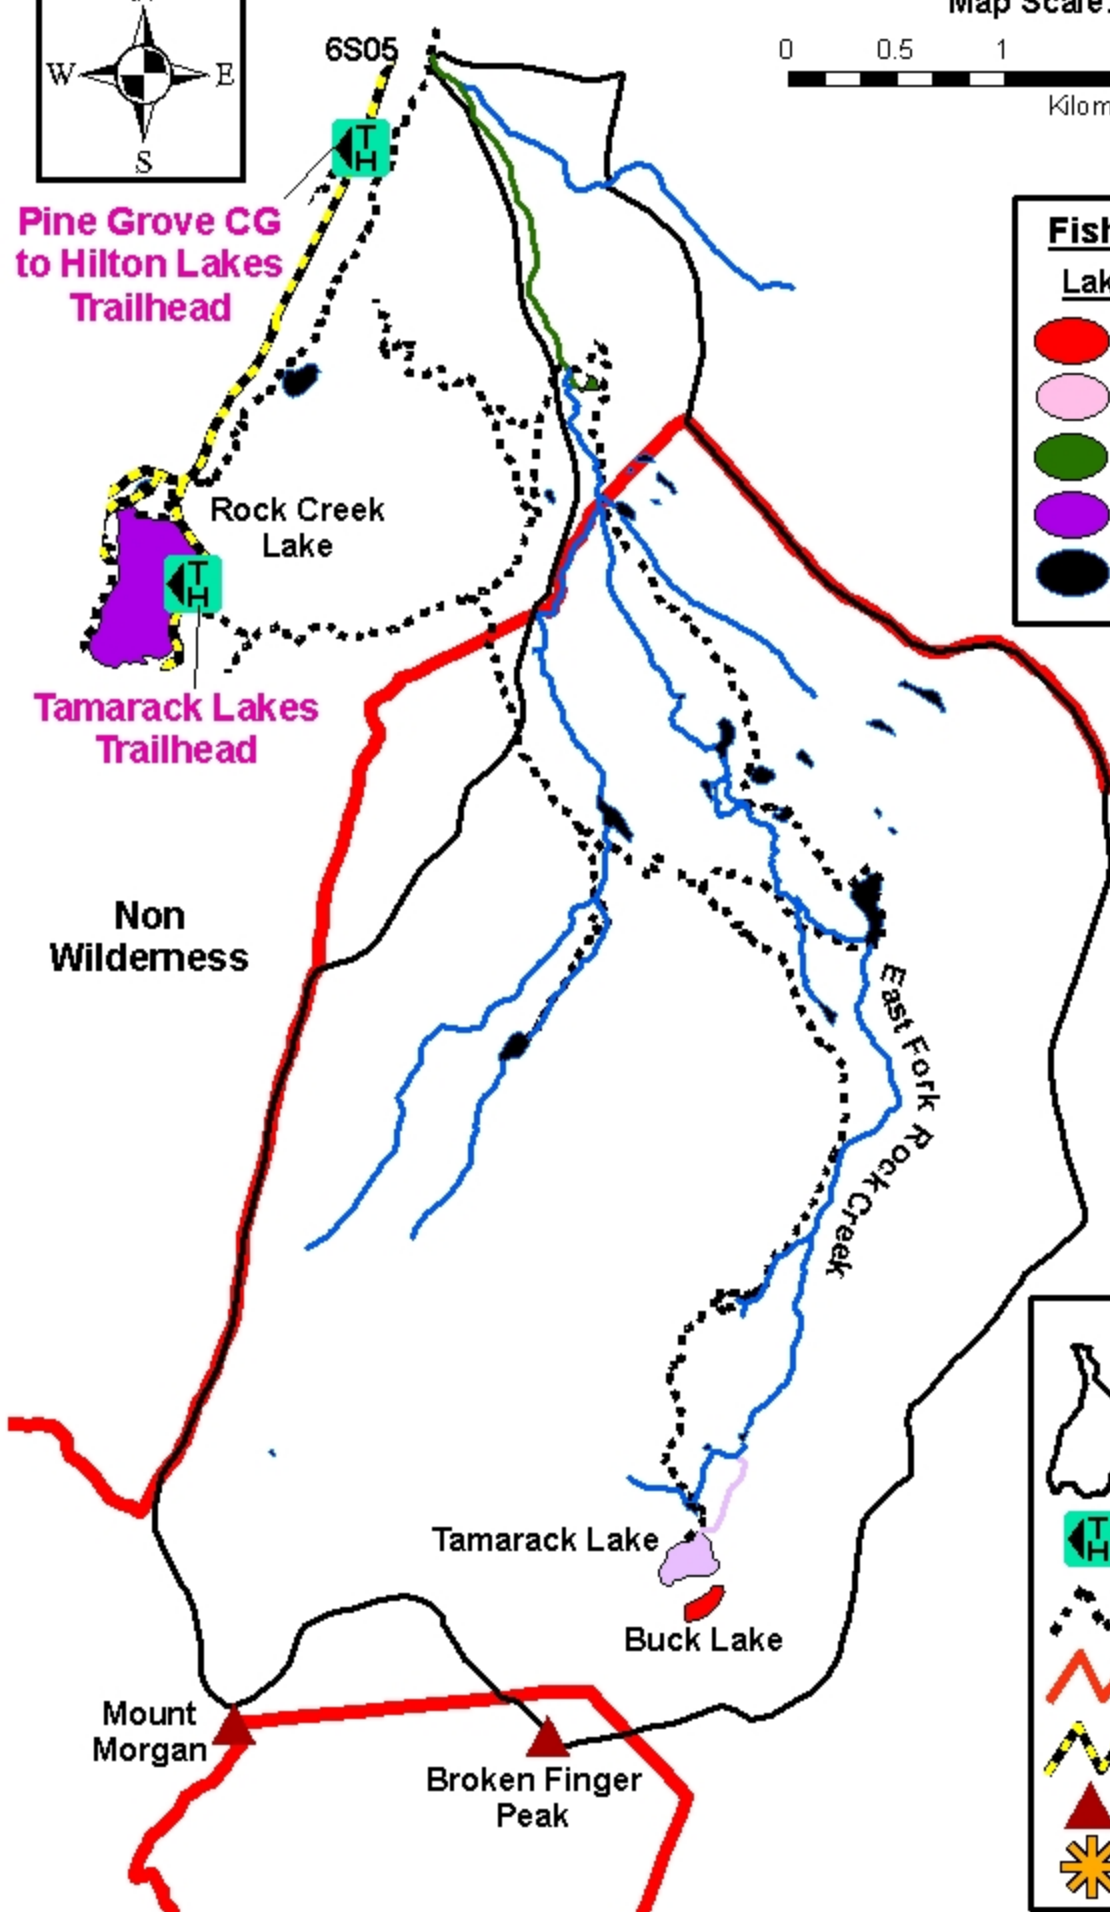 Map Scale:
0 0.5 1
Kilom
W E
S
6S05
T
H
Pine Grove CG
to Hilton Lakes
Trailhead
Fish
Lak
Rock Creek
Lake
T
H
Tamarack Lakes
Trailhead
Non
Wilderness
East Fork Rock Creek
T
H
Tamarack Lake
Buck Lake
Mount
Morgan
Broken Finger
Peak